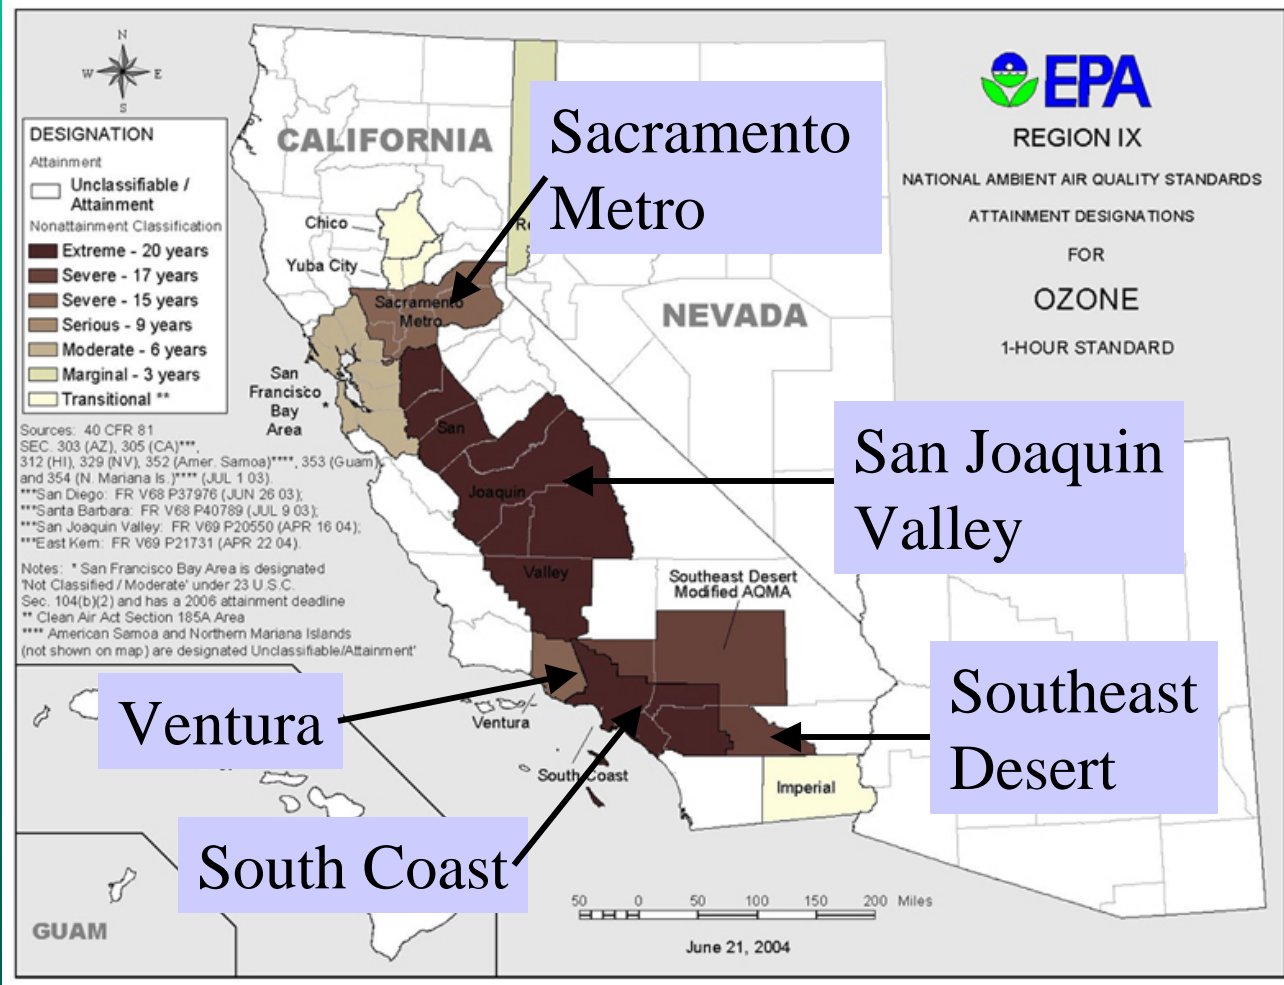 N
W
E
S
DESIGNATION
Attainment
Unclassifiable /
Attainment
Nonattainment Classification
Extreme - 20 years
Severe - 17 years
Severe - 15 years
Serious - 9 years
Moderate - 6 years
Marginal - 3 years
Transitional **
Sources: 40 CFR 81
SEC. 303 (AZ), 305 (CA)***,
312 (HI), 329 (NV), 352 (Amer. Samoa)****, 353 (Guam),
and 354 (N. Mariana Is.)**** (JUL 1 03).
***San Diego: FR V68 P37976 (JUN 26 03);
***Santa Barbara: FR V68 P40789 (JUL 9 03);
***San Joaquin Valley: FR V69 P20550 (APR 16 04);
***East Kern: FR V69 P21731 (APR 22 04).
Notes: * San Francisco Bay Area is designated
'Not Classified / Moderate' under 23 U.S.C.
Sec. 104(b)(2) and has a 2006 attainment deadline
** Clean Air Act Section 185A Area
**** American Samoa and Northern Mariana Islands
(not shown on map) are designated Unclassifiable/Attainment'
CALIFORNIA
NEVADA
Chico
Yuba City
Sacramento
Metro
San
Francisco
Bay
Area
*
San
Joaquin
Valley
Southeast Desert
Modified AQMA
Ventura
South Coast
Imperial
Sacramento
Metro
San Joaquin
Valley
Southeast
Desert
Ventura
South Coast
EPA
REGION IX
NATIONAL AMBIENT AIR QUALITY STANDARDS
ATTAINMENT DESIGNATIONS
FOR
OZONE
1-HOUR STANDARD
GUAM
50 0 50 100 150 200 Miles
June 21, 2004